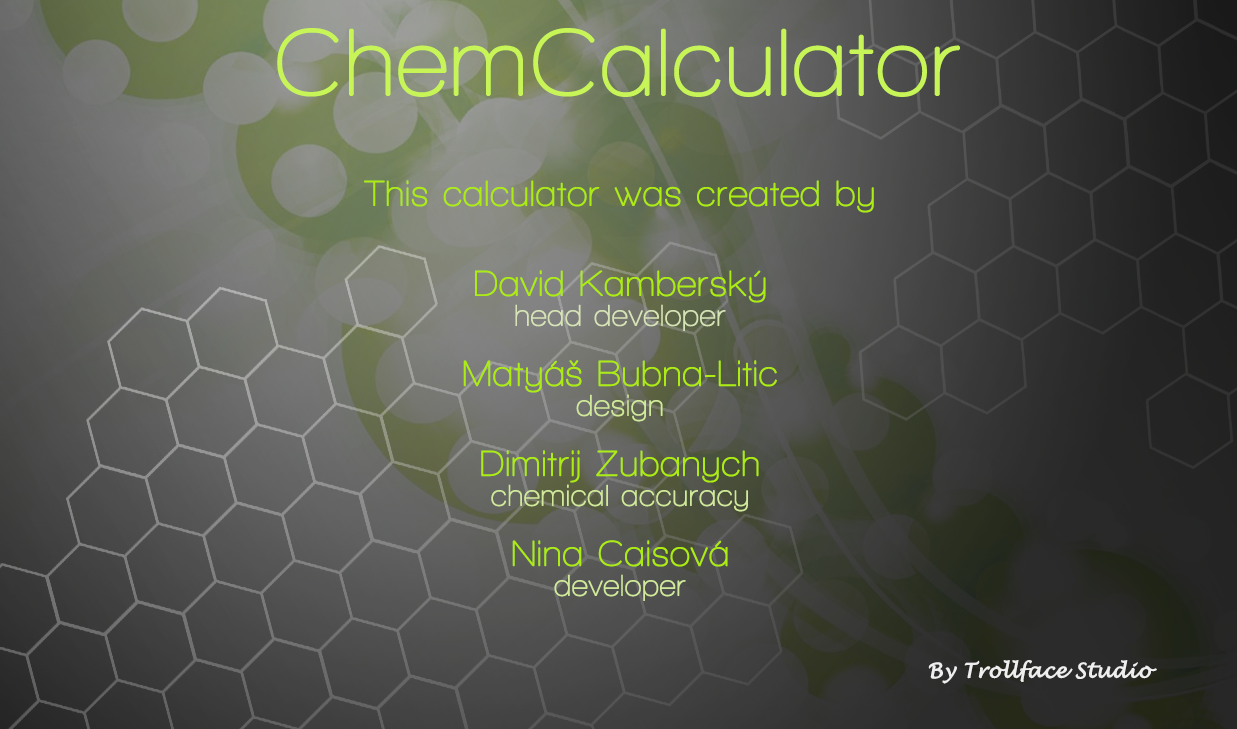 ChemCalculator
This calculator was created by
David Kamberský
head developer
Matyáš Bubna-Litic
design
Dimitrij Zubanych
chemical accuracy
Nina Caisová
developer
By Trollface Studio